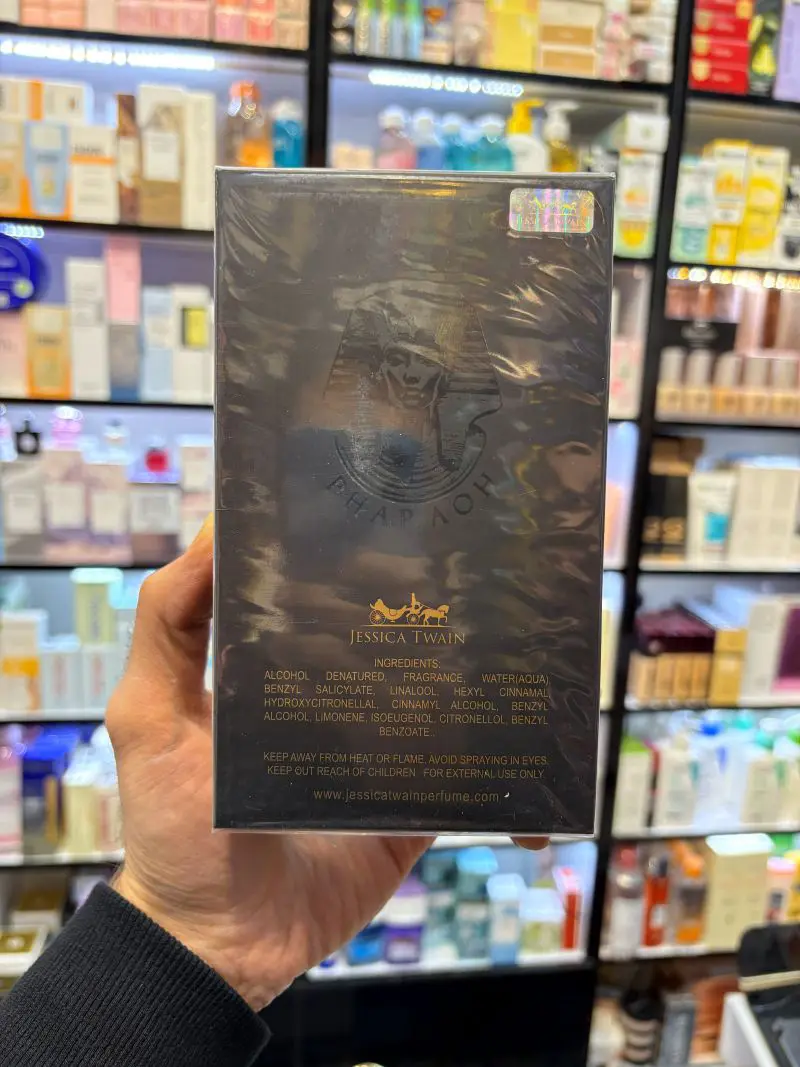 JESSICA TWAIN
PHARAOH
JESSICA TWAIN
INGREDIENTS:
ALCOHOL DENATURED, FRAGRANCE, WATER(AQUA),
BENZYL SALICYLATE, LINALOOL, HEXYL CINNAMAL,
HYDROXYCITRONELLAL, CINNAMYL ALCOHOL, BENZYL
ALCOHOL, LIMONENE, ISOEUGENOL, CITRONELLOL, BENZYL
BENZOATE..
KEEP AWAY FROM HEAT OR FLAME. AVOID SPRAYING IN EYES.
KEEP OUT REACH OF CHILDREN FOR EXTERNAL USE ONLY
www.jessicatwainperfume.com